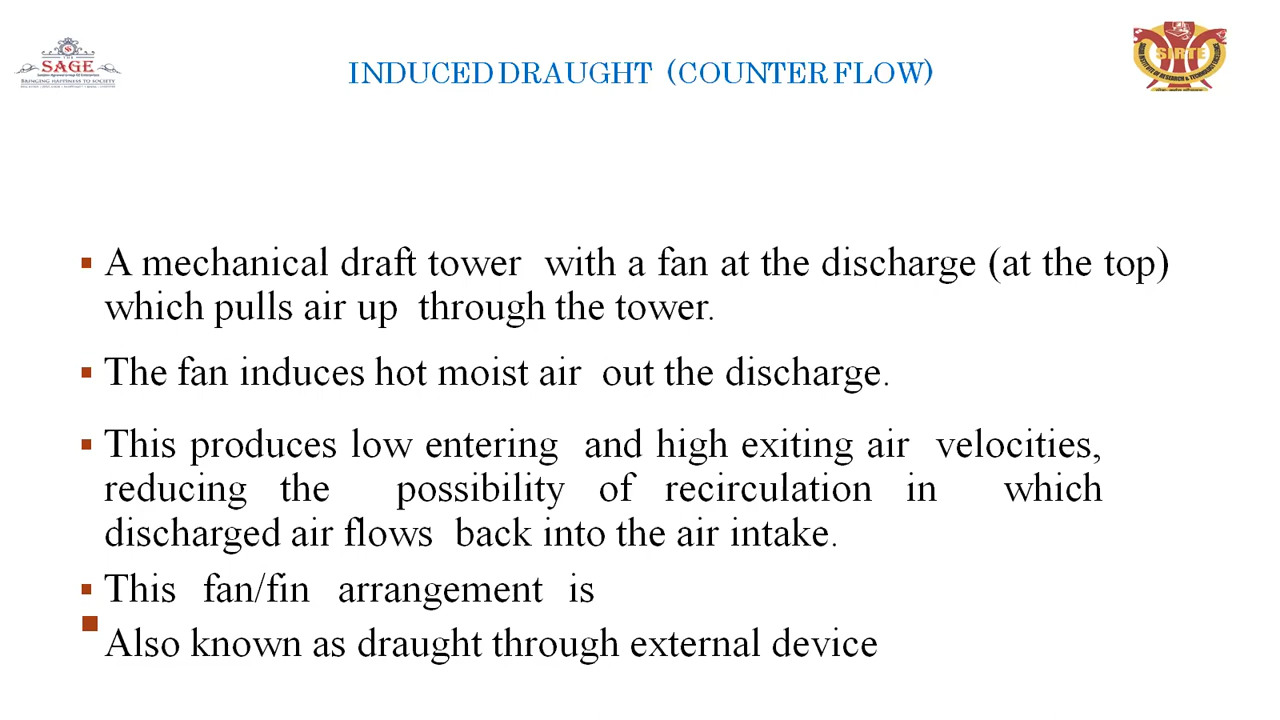 THE
SAGE
BRINGING HAPPINESS TO SOCIETY
INDUCED DRAUGHT (COUNTER FLOW)
SIRTE
A mechanical draft tower with a fan at the discharge (at the top)
which pulls air up through the tower.
The fan induces hot moist air out the discharge.
This produces low entering and high exiting air velocities,
reducing the possibility of recirculation in which
discharged air flows back into the air intake.
This fan/fin arrangement is
Also known as draught through external device